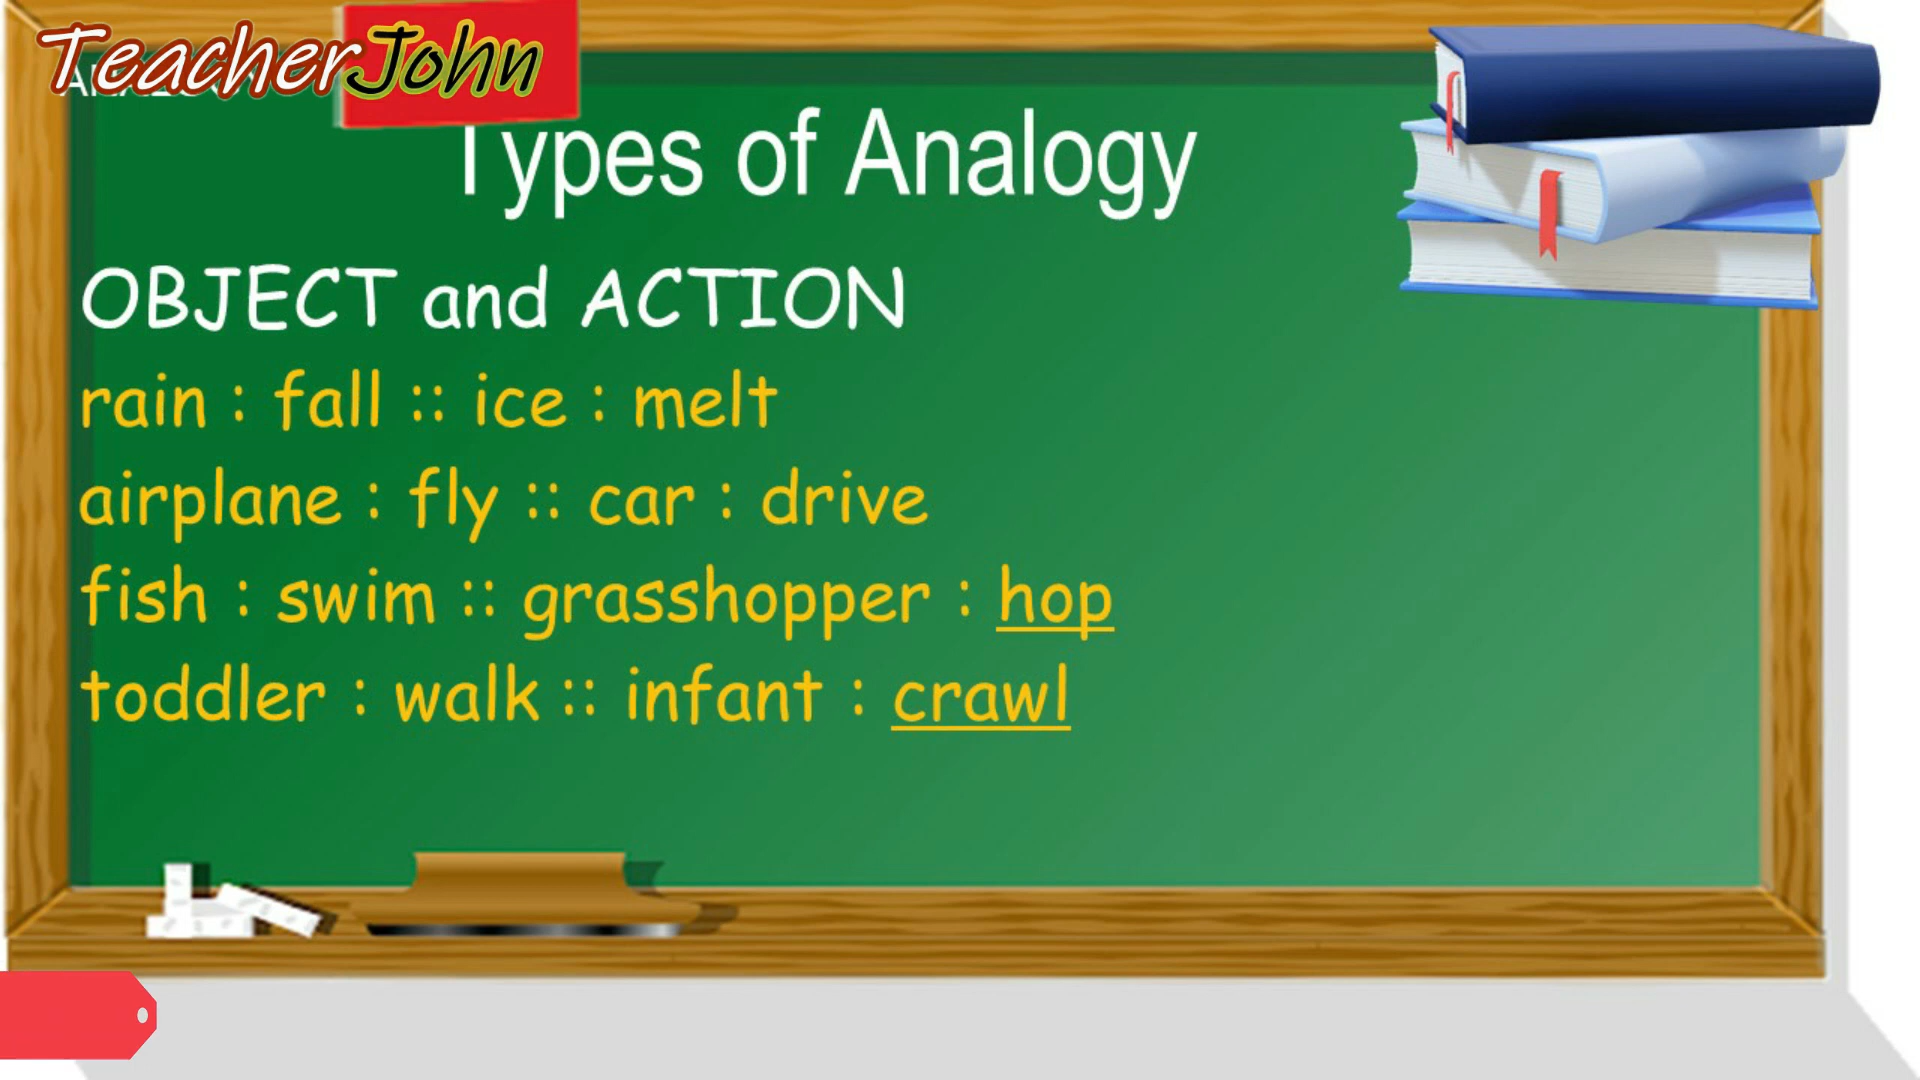 TeacherJohn
Types of Analogy
OBJECT and ACTION
rain : fall :: ice : melt
airplane : fly :: car : drive
fish : swim :: grasshopper : hop
toddler : walk :: infant : crawl